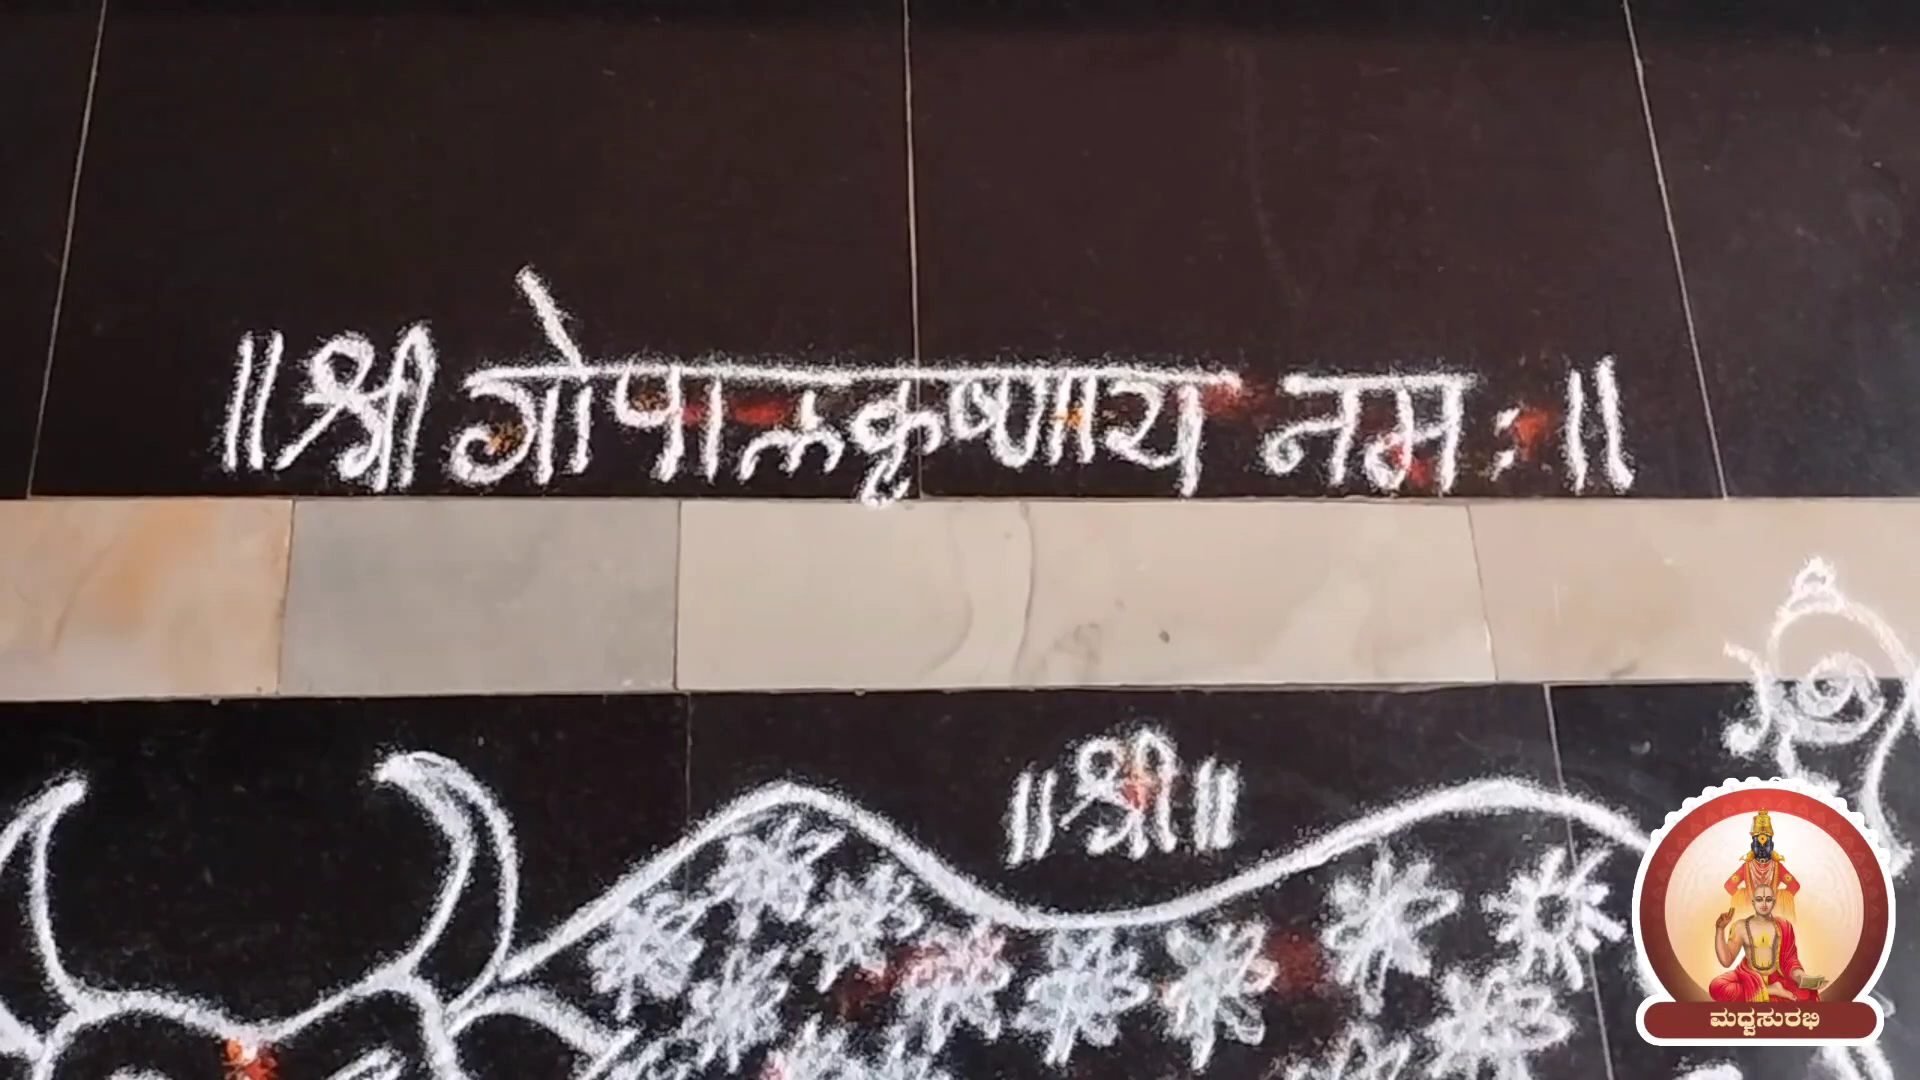 ॥ श्री गोपालकृष्णाय नमः ॥
॥ श्री ॥
ಮಧ್ವಸುರಭಿ